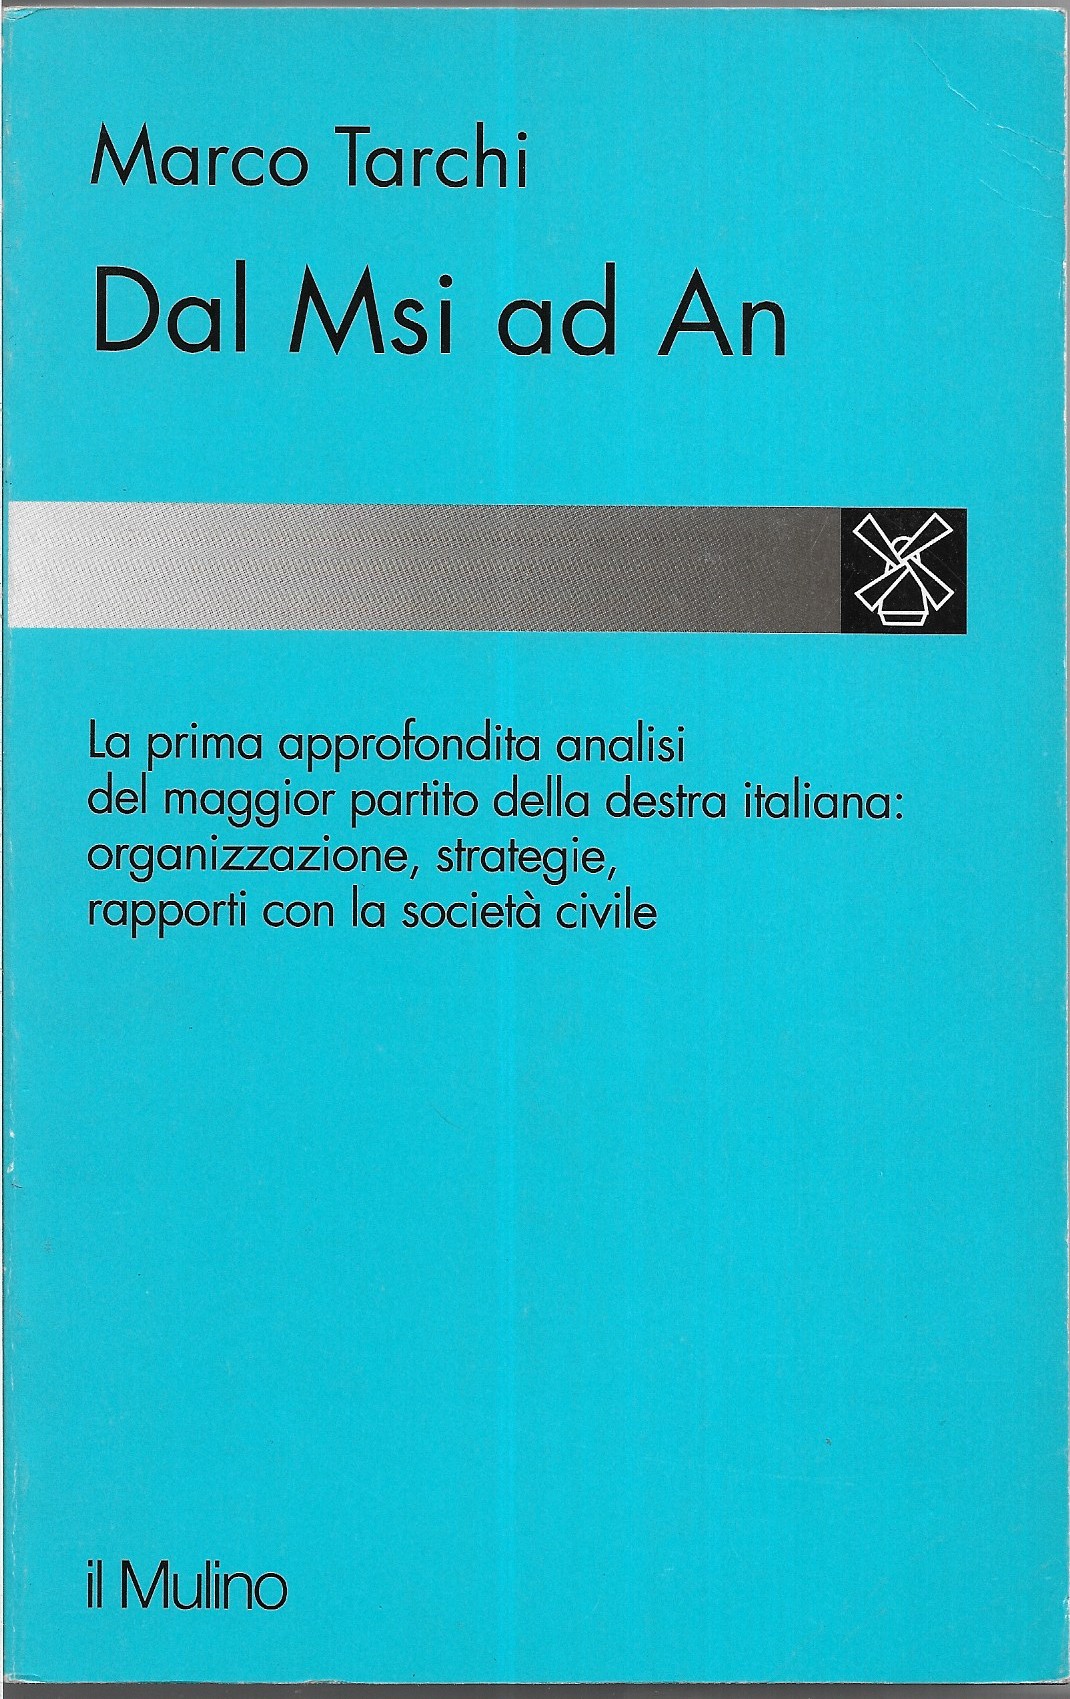 Marco Tarchi
Dal Msi ad An
La prima approfondita analisi
del maggior partito della destra italiana:
organizzazione, strategie,
rapporti con la società civile
il Mulino